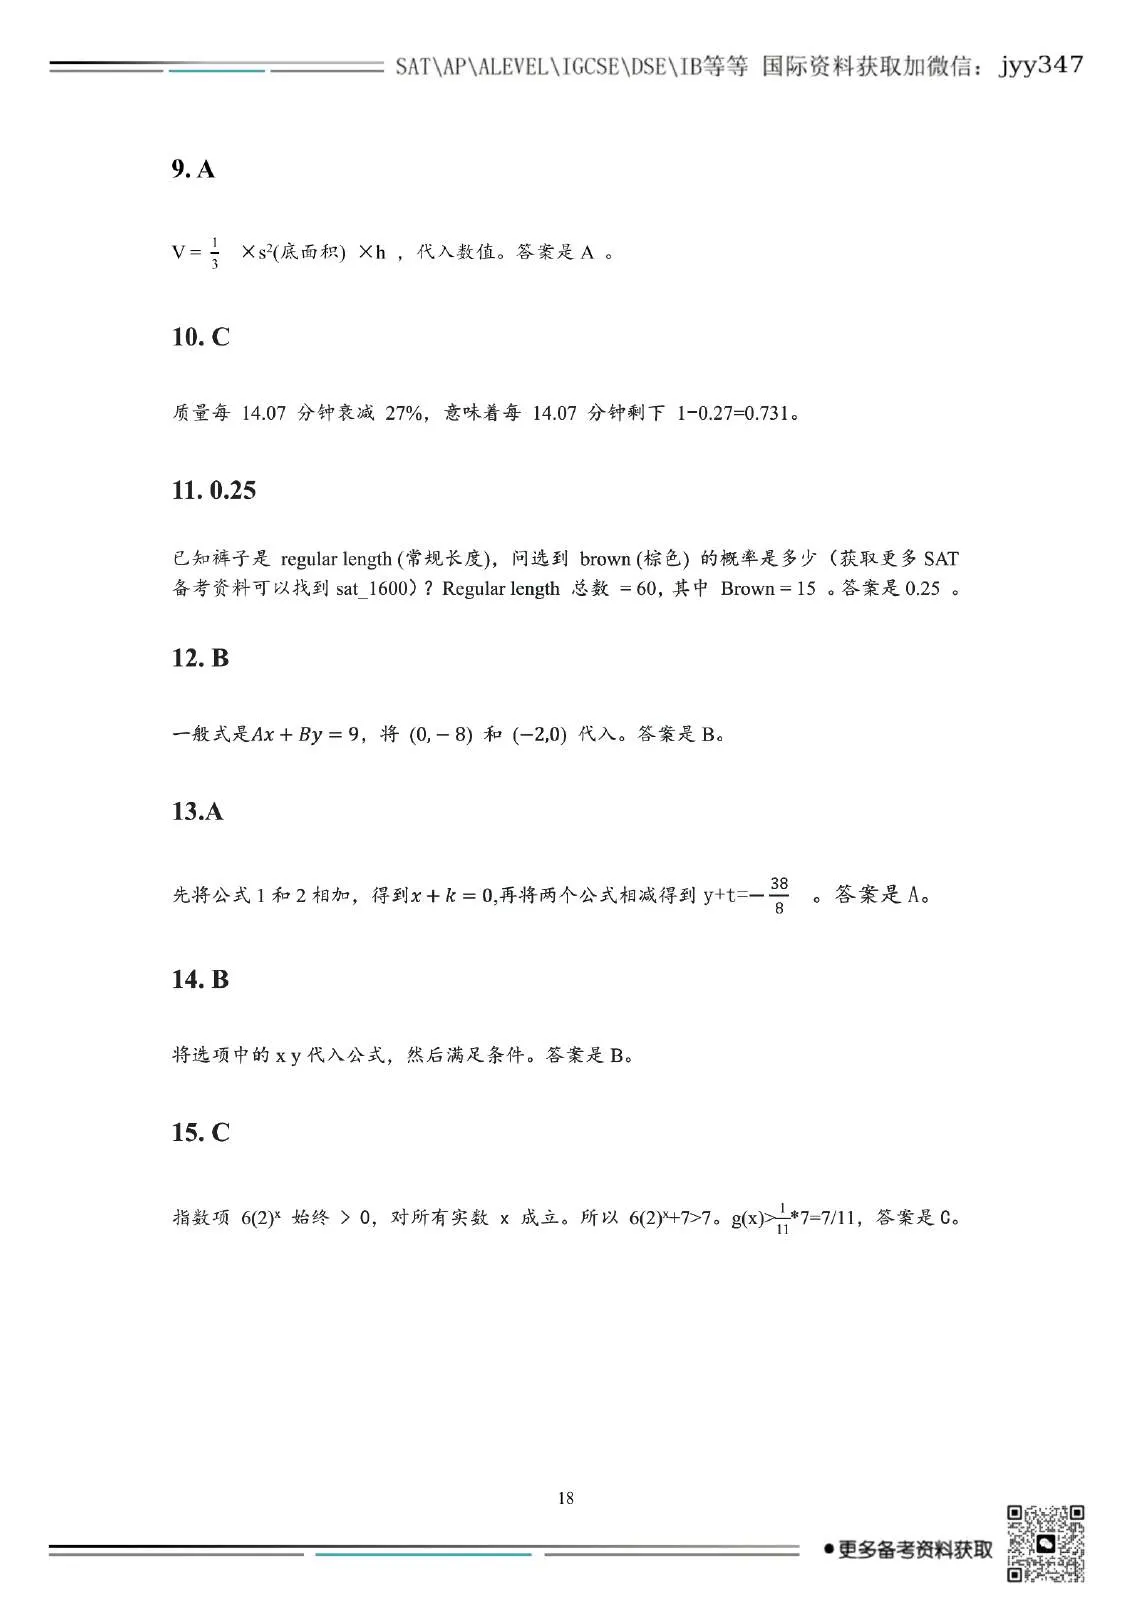 SAT\AP\ALEVEL\IGCSE\DSE\IB等等 国际资料获取加微信：jyy347
9. A
V = 1/3 ×s²(底面积) ×h ，代入数值。答案是 A 。
10. C
质量每 14.07 分钟衰减 27%，意味着每 14.07 分钟剩下 1-0.27=0.731。
11. 0.25
已知裤子是 regular length (常规长度)，问选到 brown (棕色) 的概率是多少（获取更多 SAT
备考资料可以找到 sat_1600）？Regular length 总数 = 60，其中 Brown = 15 。答案是 0.25 。
12. B
一般式是Ax + By = 9，将 (0, − 8) 和 (−2,0) 代入。答案是 B。
13.A
先将公式 1 和 2 相加，得到x + k = 0,再将两个公式相减得到 y+t=− 38/8 。答案是 A。
14. B
将选项中的 x y 代入公式，然后满足条件。答案是 B。
15. C
指数项 6(2)ˣ 始终 > 0，对所有实数 x 成立。所以 6(2)ˣ+7>7。g(x)>1/11*7=7/11，答案是 C。
18
●更多备考资料获取